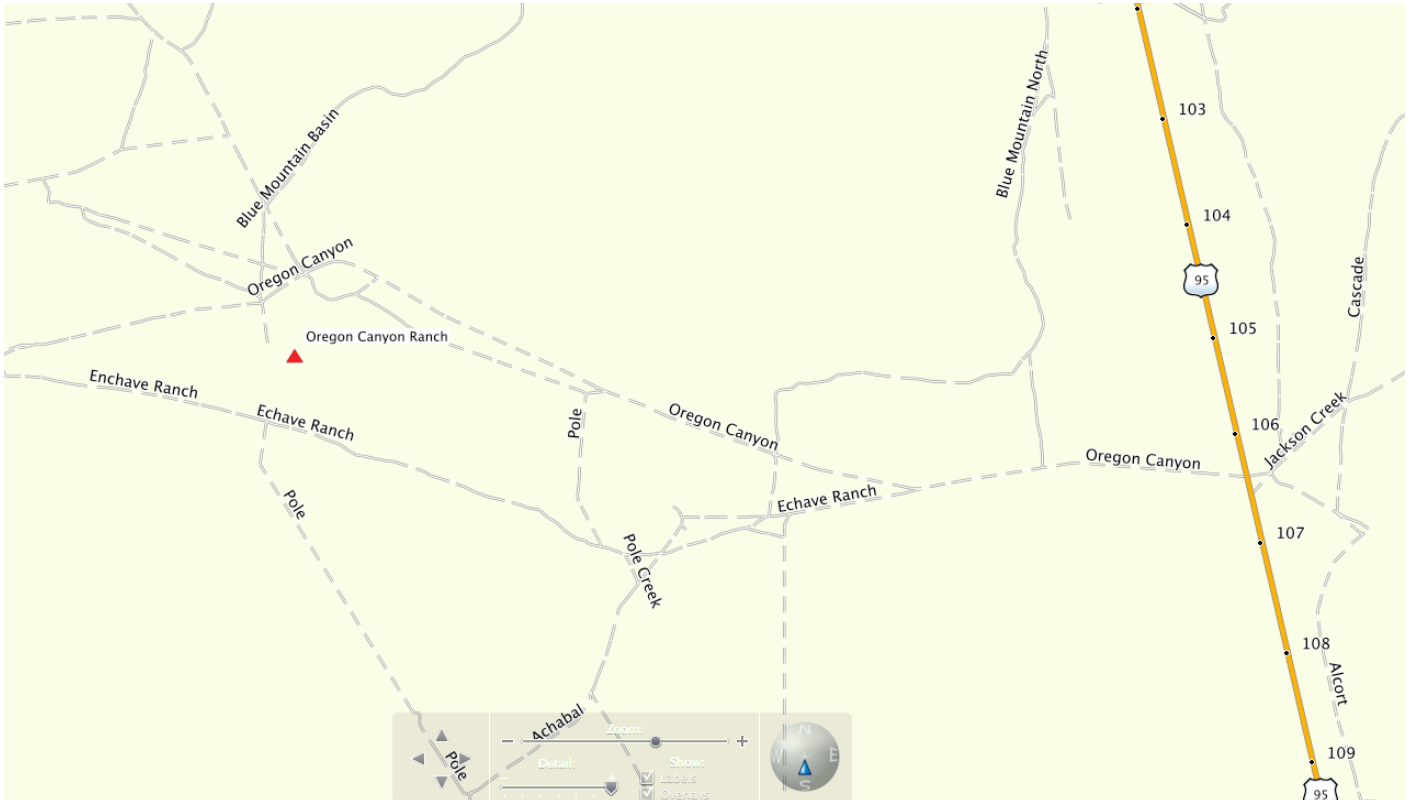 103
Blue Mountain North
Blue Mountain Basin
104
Oregon Canyon
95
Cascade
105
Oregon Canyon Ranch
Enchave Ranch
Echave Ranch
Pole
Oregon Canyon
106
Jackson Creek
Oregon Canyon
Echave Ranch
Pole
107
Pole Creek
108
Alcort
Achabal
Zoom:
N
W
E
S
Pole
Detail:
Show:
Labels
Overlays
109
95